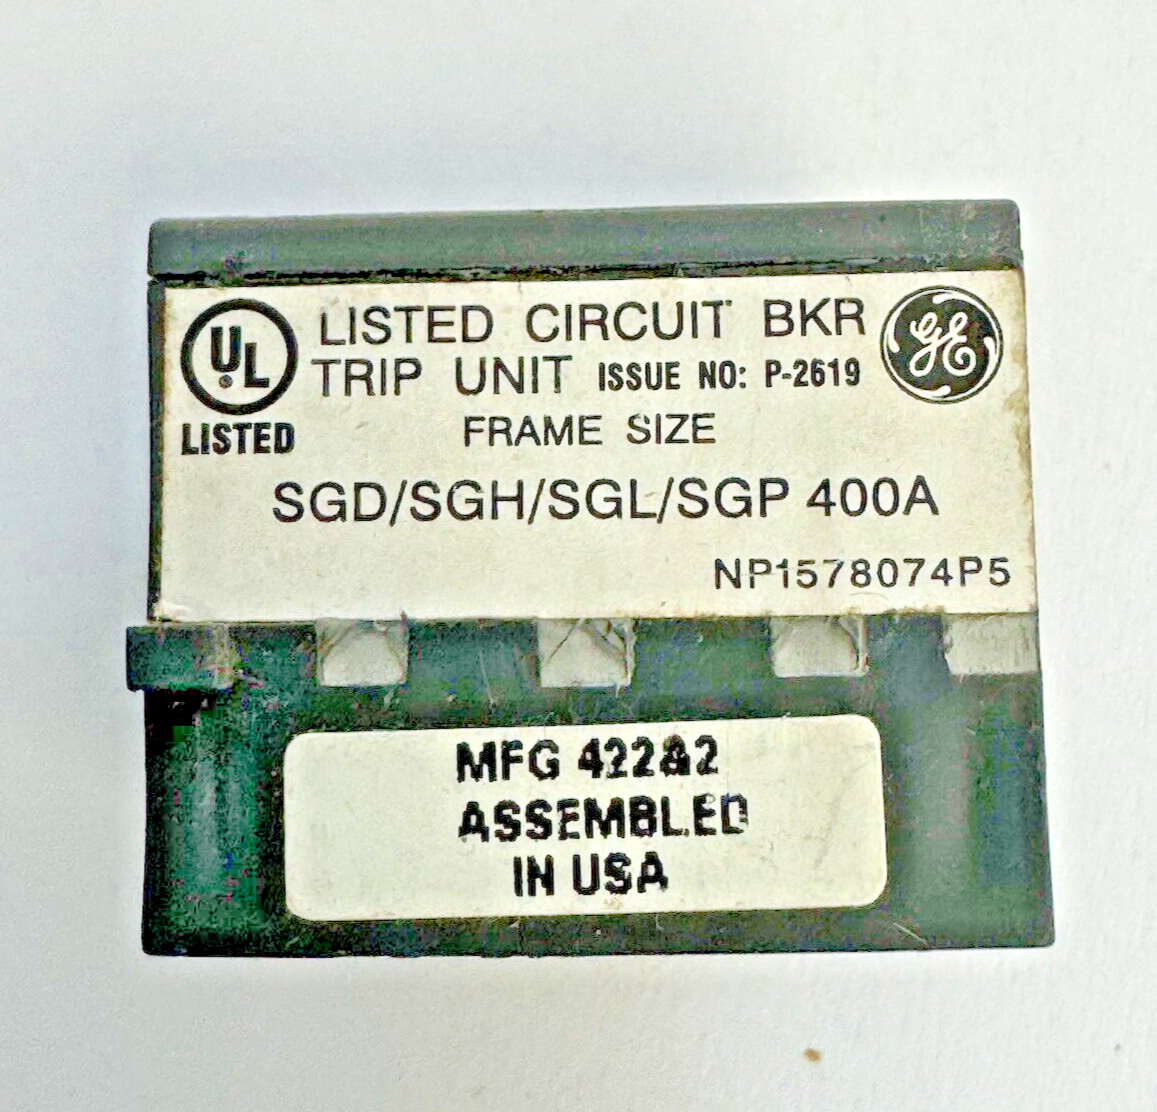 UL
®
LISTED
LISTED CIRCUIT BKR
TRIP UNIT ISSUE NO: P-2619
GE
FRAME SIZE
SGD/SGH/SGL/SGP 400A
NP1578074P5
MFG
ASSEMBLED
IN USA